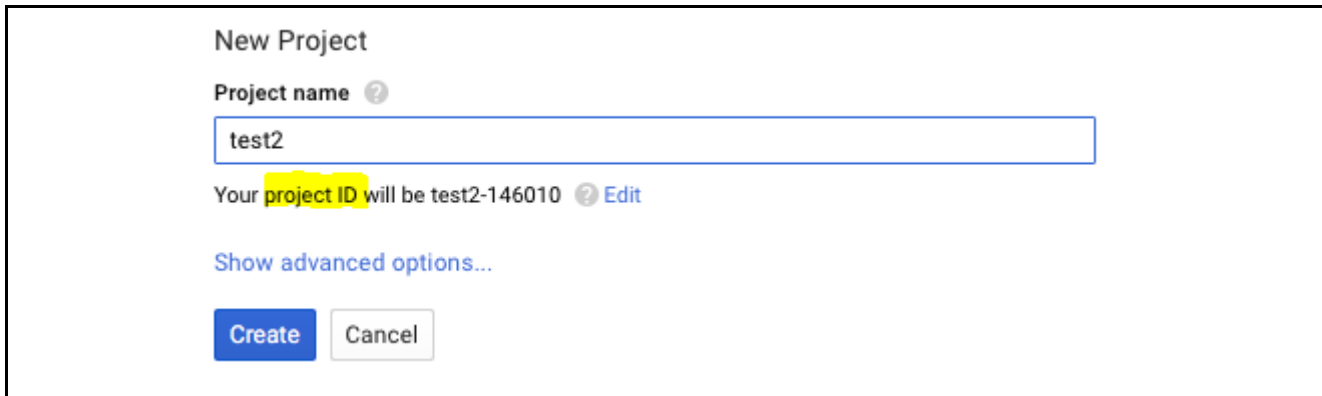 New Project
Project name ?
test2
Your project ID will be test2-146010 ? Edit
Show advanced options...
Create Cancel